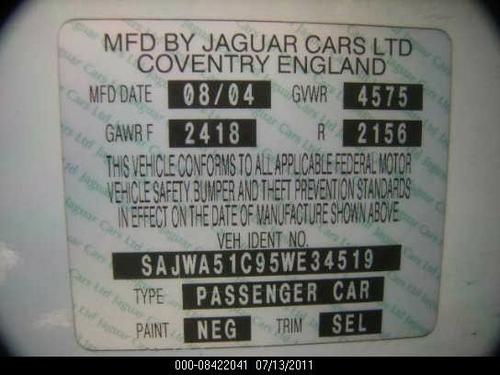 MFD BY JAGUAR CARS LTD
COVENTRY ENGLAND
MFD DATE 08/04 GVWR 4575
GAWR F 2418 R 2156
THIS VEHICLE CONFORMS TO ALL APPLICABLE FEDERAL MOTOR
VEHICLE SAFETY BUMPER AND THEFT PREVENTION STANDARDS
IN EFFECT ON THE DATE OF MANUFACTURE SHOWN ABOVE
VEH IDENT NO.
SAJWA51C95WE34519
TYPE PASSENGER CAR
PAINT NEG TRIM SEL
000-08422041 07/13/2011